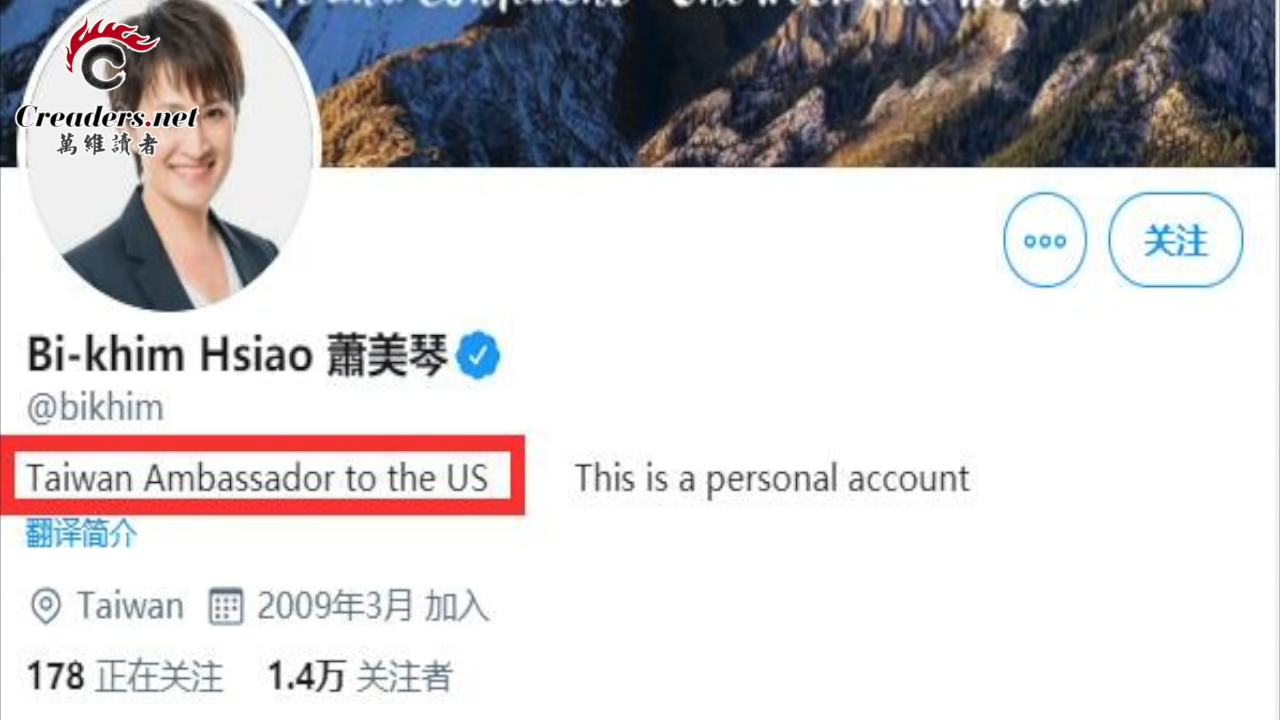 Creaders.net
萬維讀者
关注
Bi-khim Hsiao 蕭美琴
@bikhim
Taiwan Ambassador to the US This is a personal account
翻译简介
Taiwan 2009年3月 加入
178 正在关注 1.4万 关注者